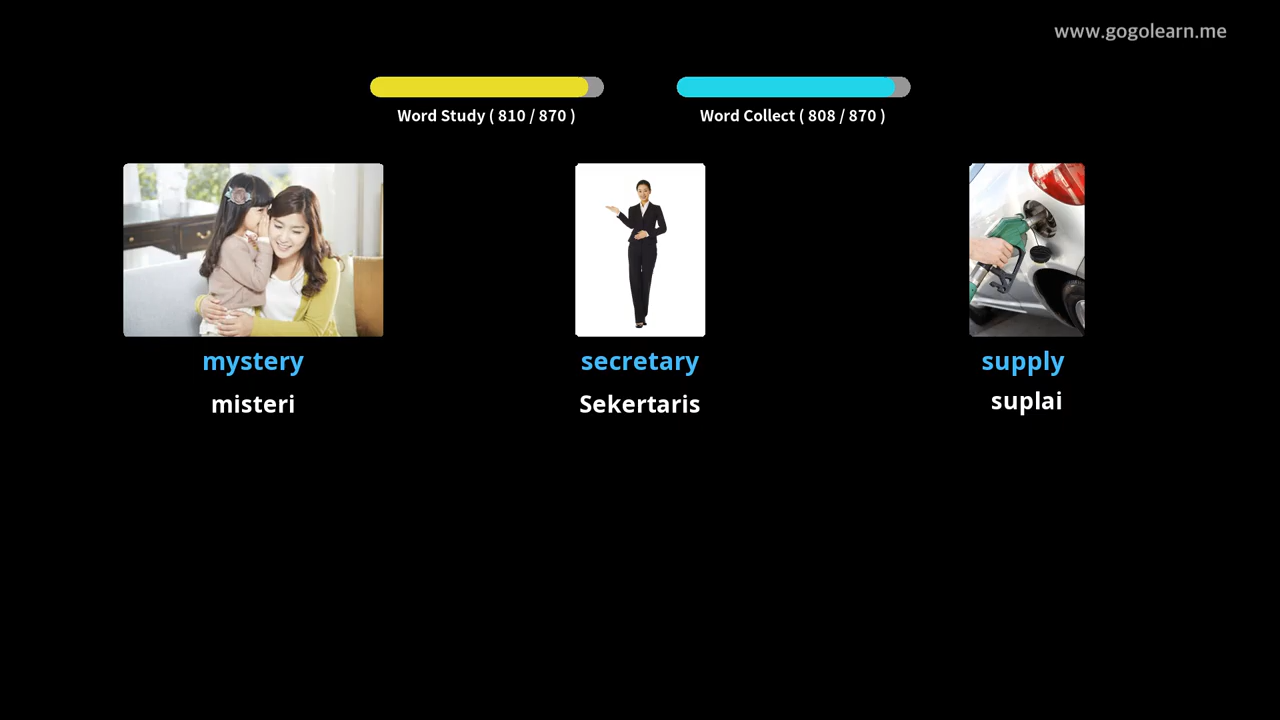 www.gogolearn.me
Word Study ( 810 / 870 )
Word Collect ( 808 / 870 )
mystery
misteri
secretary
Sekertaris
supply
suplai